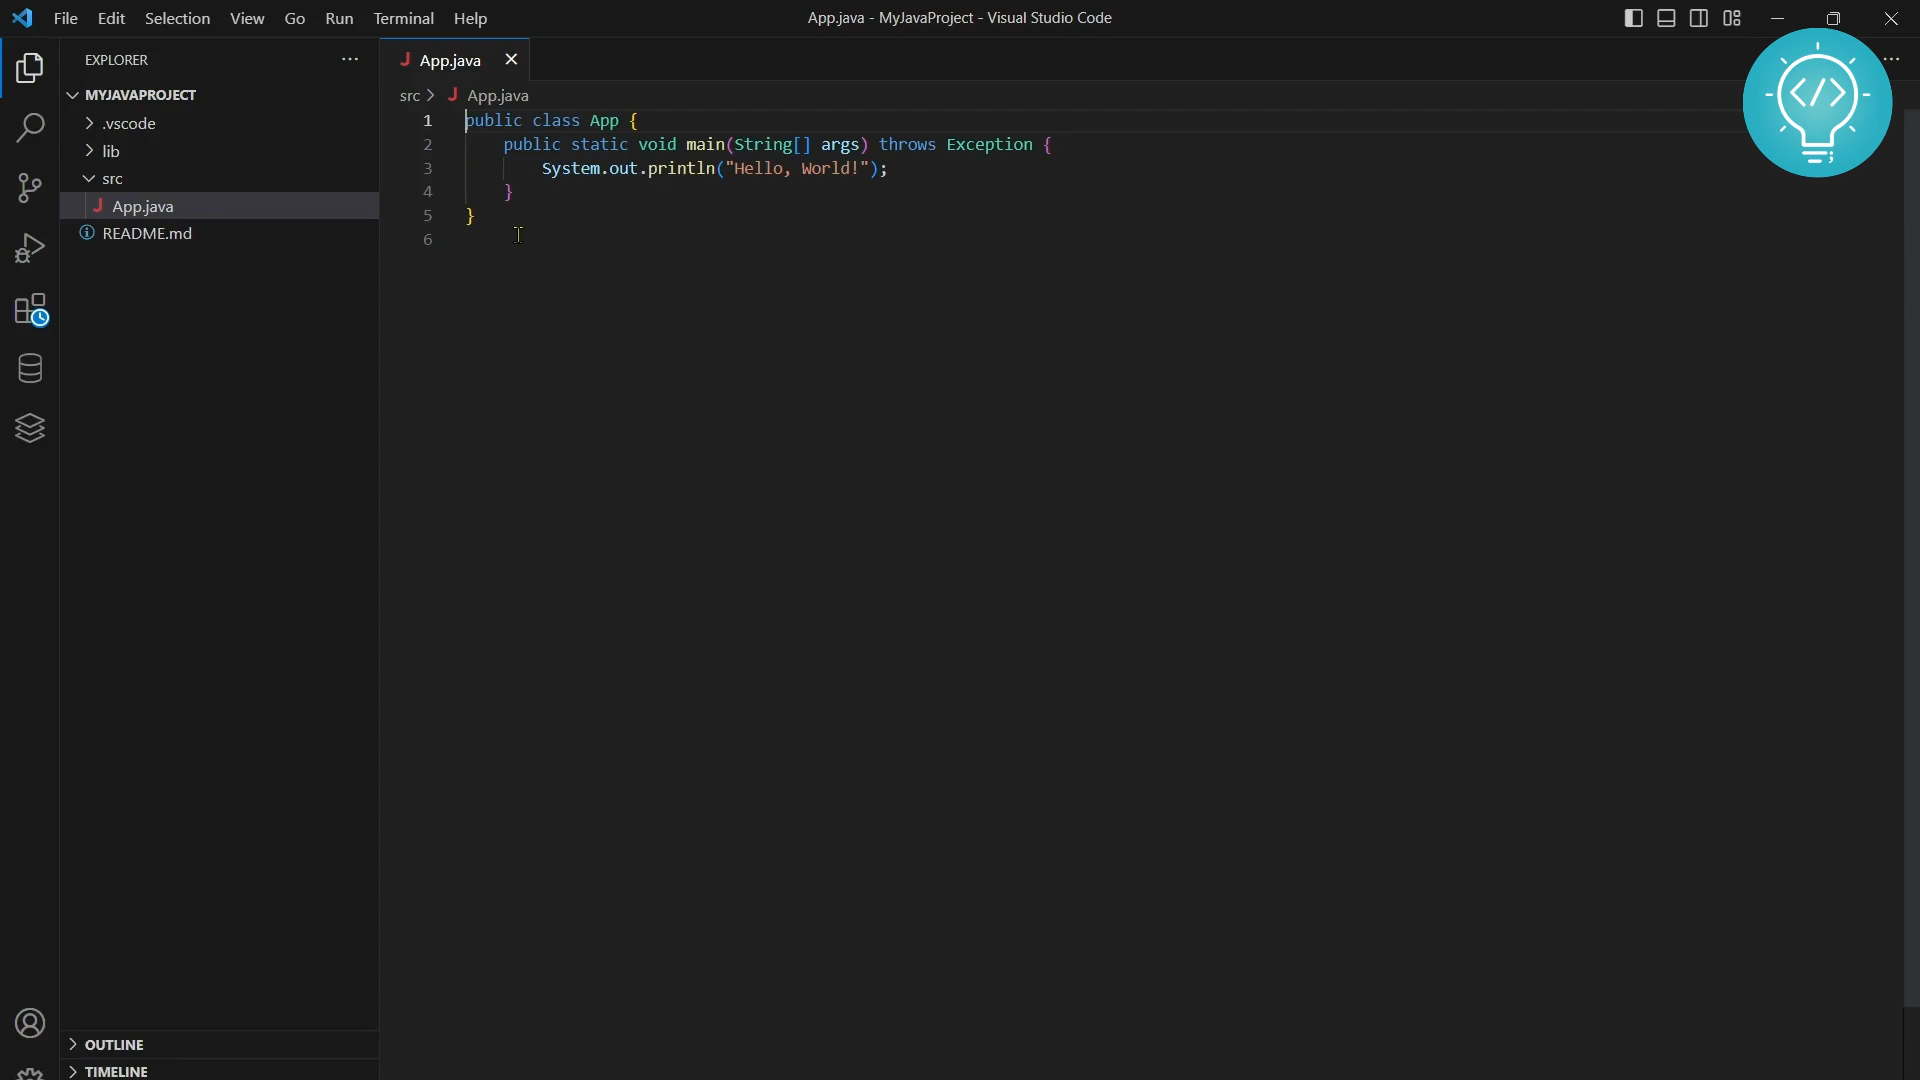 File Edit Selection View Go Run Terminal Help
App.java - MyJavaProject - Visual Studio Code
EXPLORER
MYJAVAPROJECT
.vscode
lib
src
App.java
README.md
OUTLINE
TIMELINE
App.java
src > App.java
1 public class App {
2     public static void main(String[] args) throws Exception {
3         System.out.println("Hello, World!");
4     }
5 }
6
</>
;